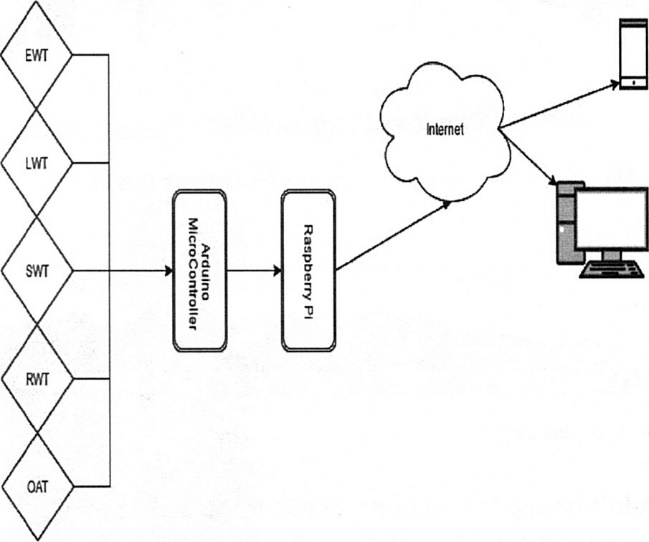 EWT
LWT
SWT
RWT
OAT
Arduino
MicroController
Raspberry Pi
Internet